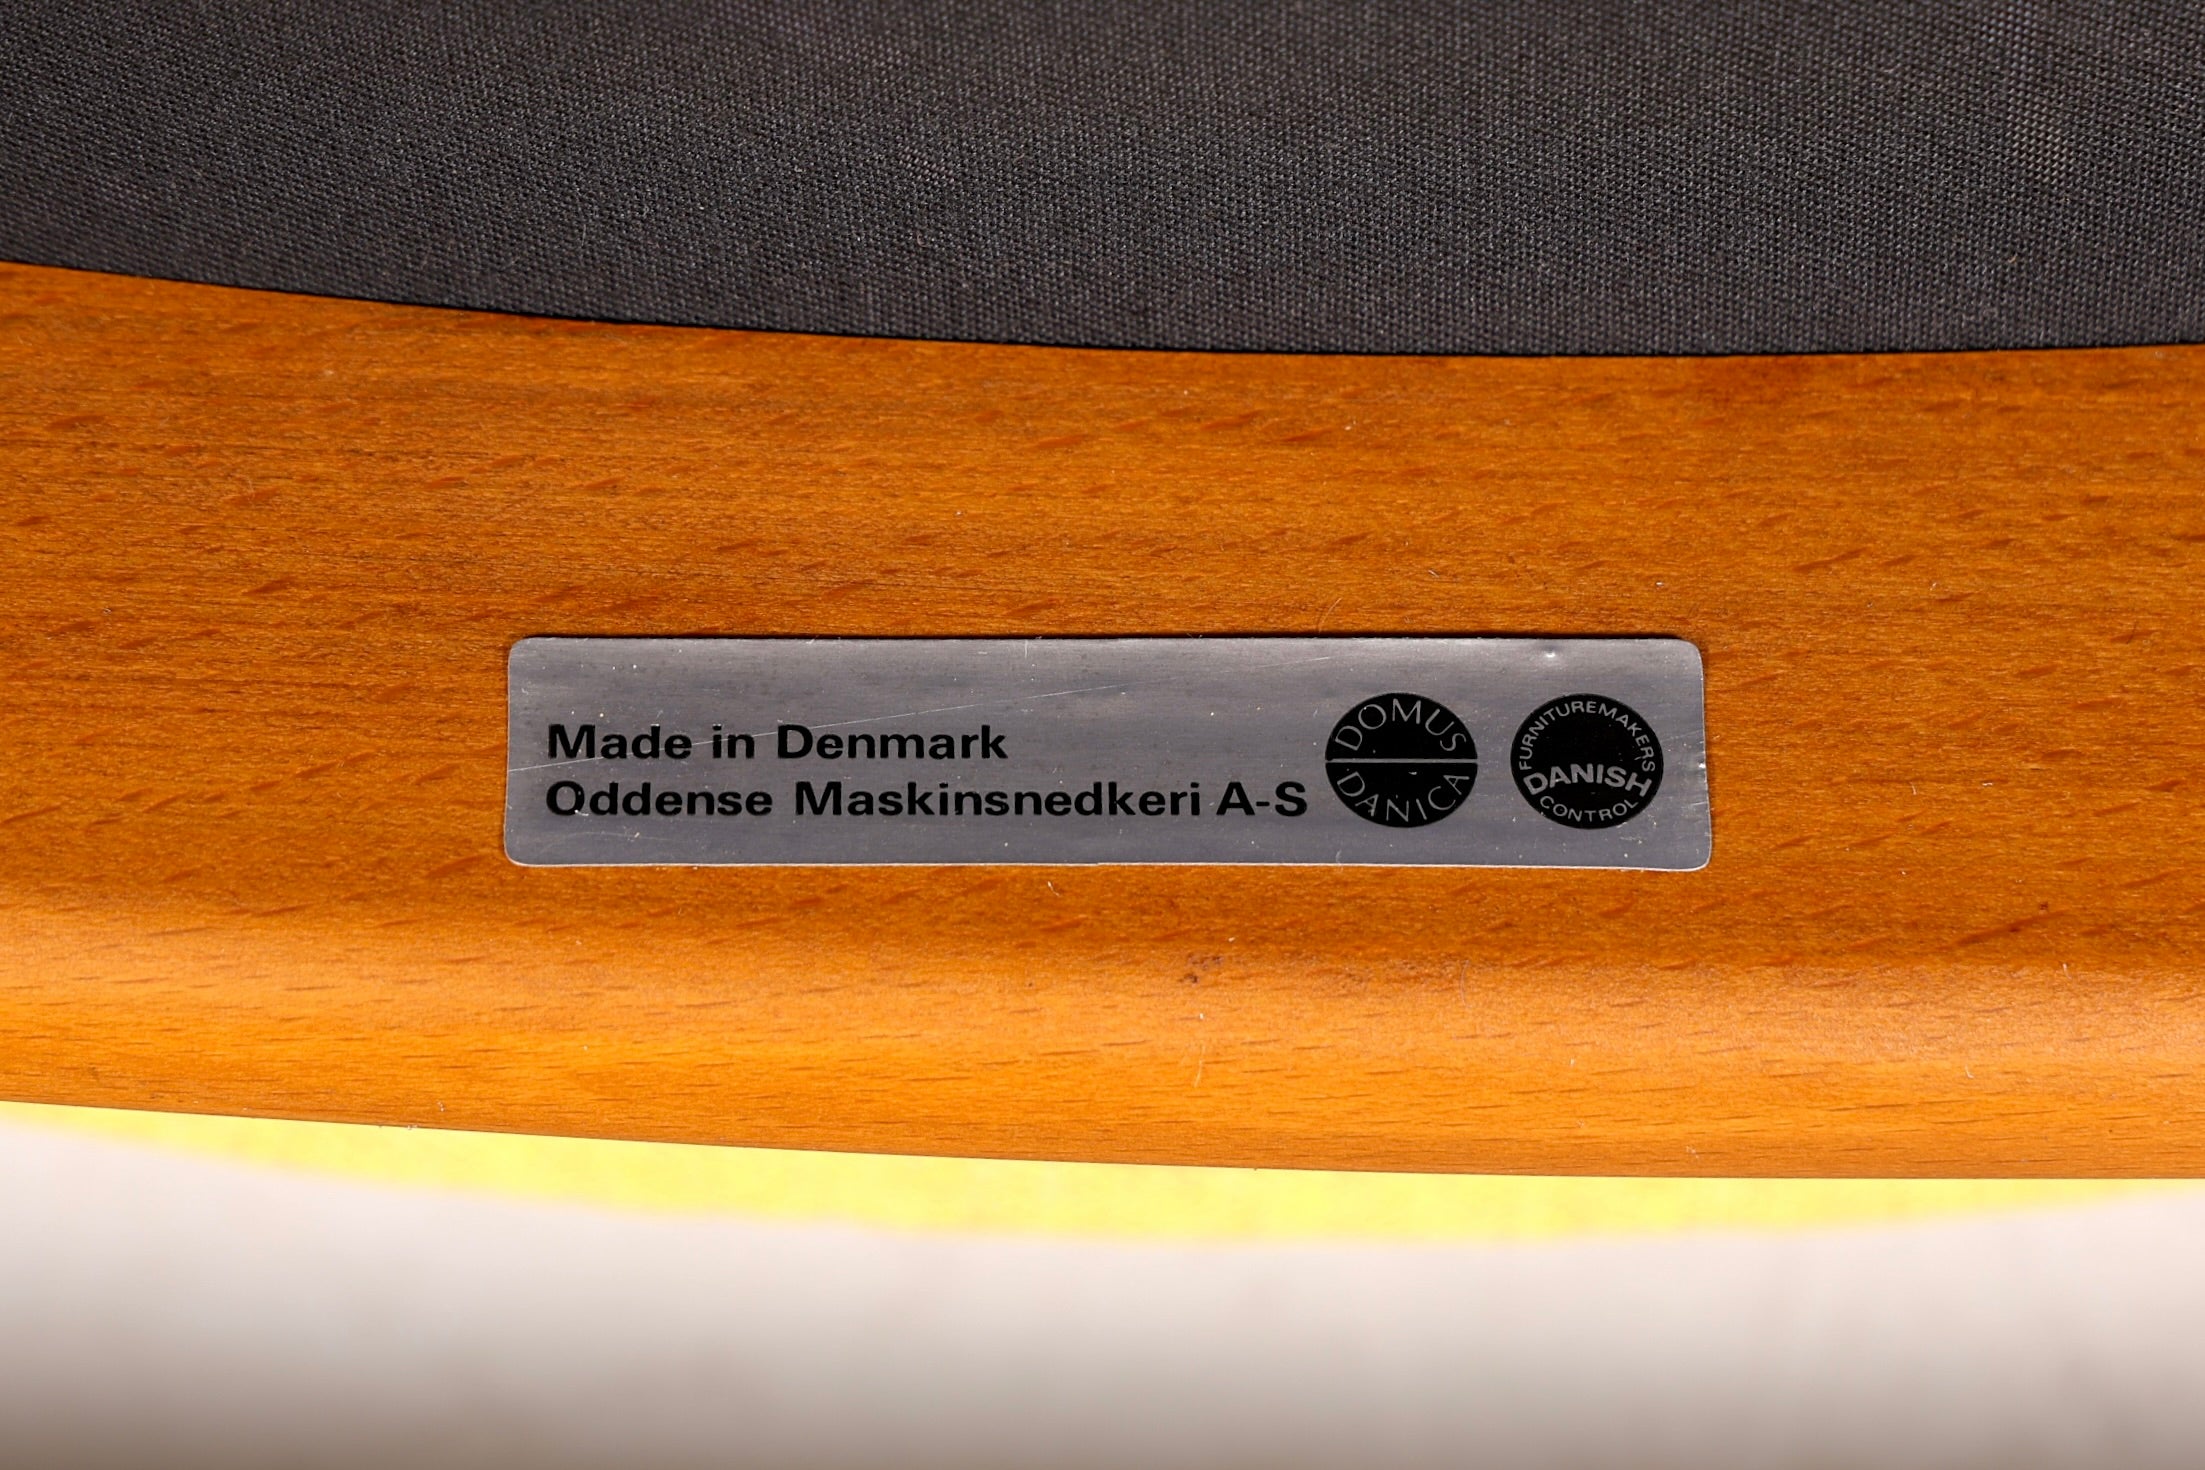 Made in Denmark
Oddense Maskinsnedkeri A-S
DOMUS
DANICA
FURNITUREMAKERS
DANISH
CONTROL